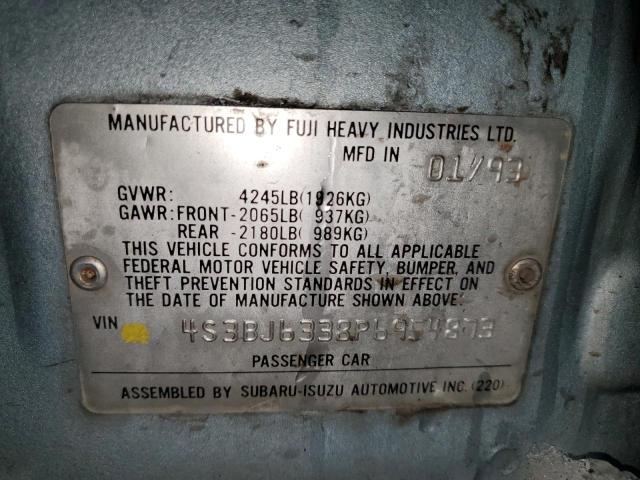 MANUFACTURED BY FUJI HEAVY INDUSTRIES LTD.
MFD IN 01/93
GVWR: 4245LB(1926KG)
GAWR:FRONT-2065LB( 937KG)
REAR -2180LB( 989KG)
THIS VEHICLE CONFORMS TO ALL APPLICABLE
FEDERAL MOTOR VEHICLE SAFETY, BUMPER, AND
THEFT PREVENTION STANDARDS IN EFFECT ON
THE DATE OF MANUFACTURE SHOWN ABOVE:
VIN 4S3BJ6338P6954873
PASSENGER CAR
ASSEMBLED BY SUBARU-ISUZU AUTOMOTIVE INC.(220)